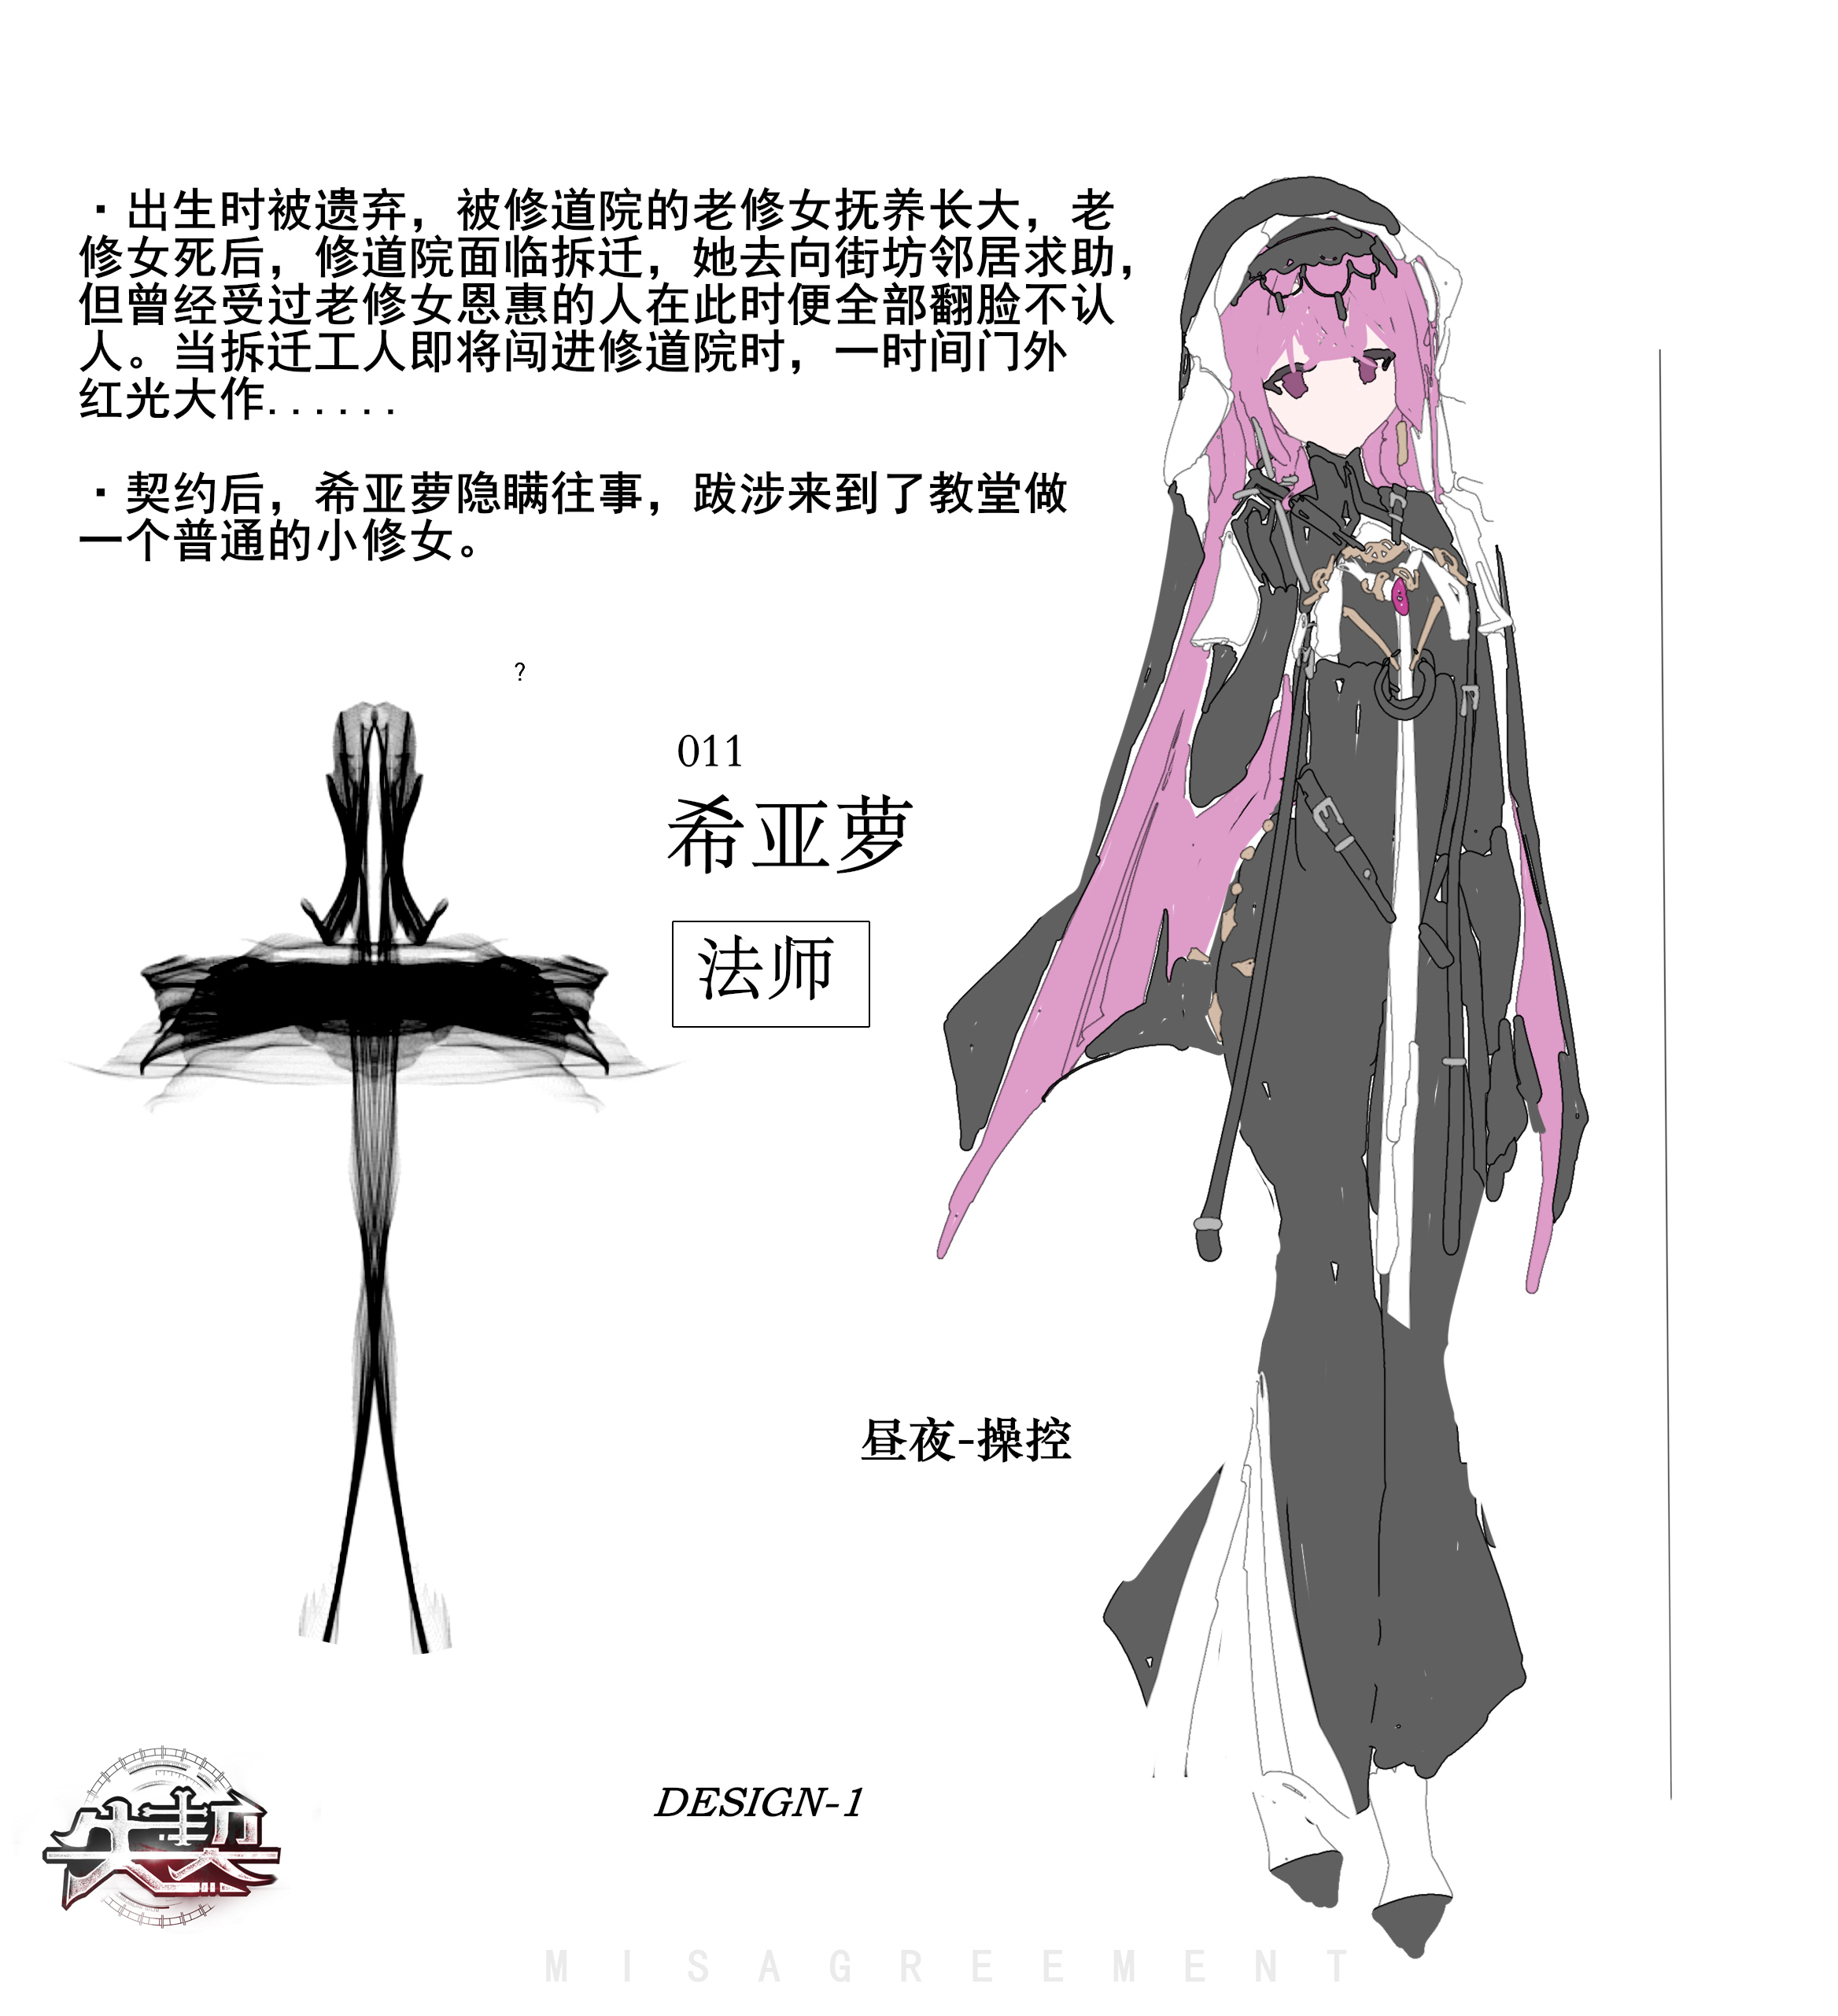 ·出生时被遗弃，被修道院的老修女抚养长大，老
修女死后，修道院面临拆迁，她去向街坊邻居求助，
但曾经受过老修女恩惠的人在此时便全部翻脸不认
人。当拆迁工人即将闯进修道院时，一时间门外
红光大作......
·契约后，希亚萝隐瞒往事，跋涉来到了教堂做
一个普通的小修女。
?
011
希亚萝
法师
昼夜-操控
失契
DESIGN-1
MISAGREEMENT